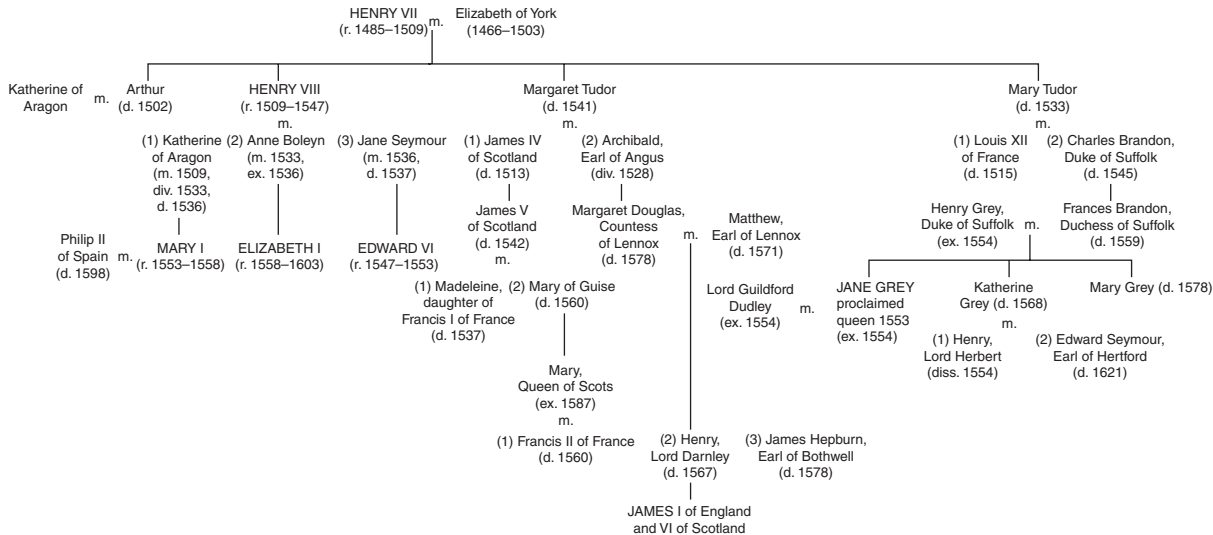 HENRY VII
(r. 1485–1509)
m.
Elizabeth of York
(1466–1503)
Katherine of
Aragon
m.
Arthur
(d. 1502)
HENRY VIII
(r. 1509–1547)
m.
Margaret Tudor
(d. 1541)
m.
Mary Tudor
(d. 1533)
m.
(1) Katherine
of Aragon
(m. 1509,
div. 1533,
d. 1536)
(2) Anne Boleyn
(m. 1533,
ex. 1536)
(3) Jane Seymour
(m. 1536,
d. 1537)
(1) James IV
of Scotland
(d. 1513)
(2) Archibald,
Earl of Angus
(div. 1528)
(1) Louis XII
of France
(d. 1515)
(2) Charles Brandon,
Duke of Suffolk
(d. 1545)
Philip II
of Spain
(d. 1598)
m.
MARY I
(r. 1553–1558)
ELIZABETH I
(r. 1558–1603)
EDWARD VI
(r. 1547–1553)
James V
of Scotland
(d. 1542)
m.
Margaret Douglas,
Countess
of Lennox
(d. 1578)
m.
Matthew,
Earl of Lennox
(d. 1571)
Henry Grey,
Duke of Suffolk
(ex. 1554)
m.
Frances Brandon,
Duchess of Suffolk
(d. 1559)
(1) Madeleine,
daughter of
Francis I of France
(d. 1537)
(2) Mary of Guise
(d. 1560)
Lord Guildford
Dudley
(ex. 1554)
m.
JANE GREY
proclaimed
queen 1553
(ex. 1554)
Katherine
Grey (d. 1568)
m.
Mary Grey (d. 1578)
(1) Henry,
Lord Herbert
(diss. 1554)
(2) Edward Seymour,
Earl of Hertford
(d. 1621)
Mary,
Queen of Scots
(ex. 1587)
m.
(1) Francis II of France
(d. 1560)
(2) Henry,
Lord Darnley
(d. 1567)
(3) James Hepburn,
Earl of Bothwell
(d. 1578)
JAMES I of England
and VI of Scotland